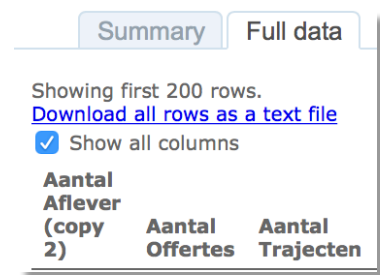 Summary Full data
Showing first 200 rows.
Download all rows as a text file
Show all columns
Aantal
Aflever
(copy Aantal Aantal
2) Offertes Trajecten